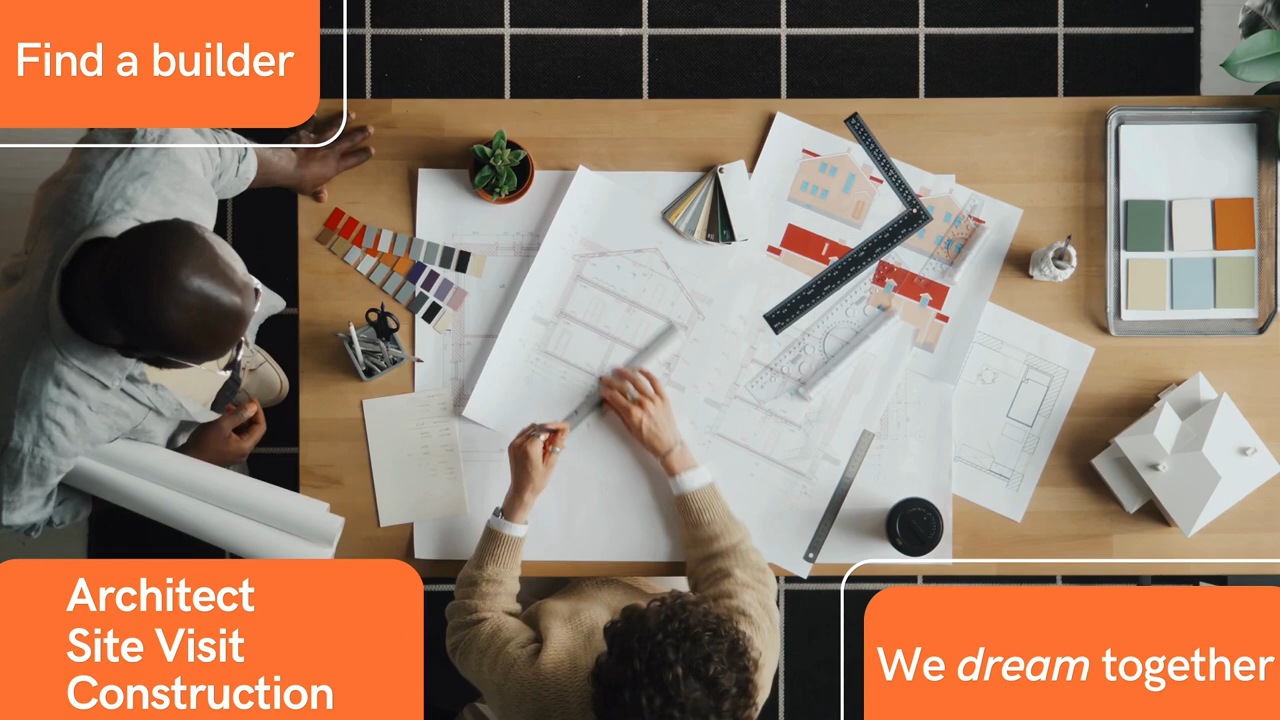 Find a builder
Architect
Site Visit
Construction
We dream together